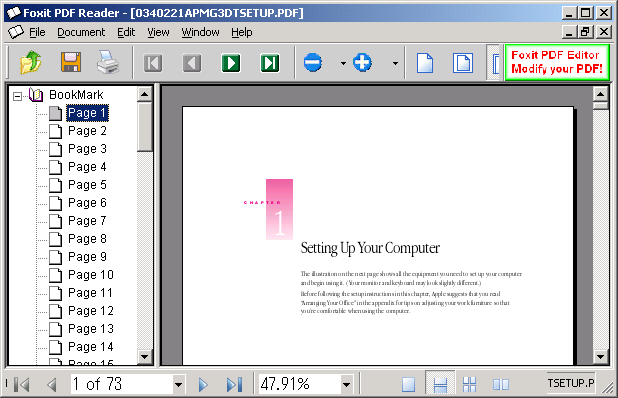 Foxit PDF Reader - [0340221APMG3DTSETUP.PDF]
File Document Edit View Window Help
Foxit PDF Editor
Modify your PDF!
BookMark
Page 1
Page 2
Page 3
Page 4
Page 5
Page 6
Page 7
Page 8
Page 9
Page 10
Page 11
Page 12
Page 13
Page 14
Page 15
CHAPTER
1
Setting Up Your Computer
The illustration on the next page shows all the equipment you need to set up your computer
and begin using it. (Your monitor and keyboard may look slightly different.)
Before following the setup instructions in this chapter, Apple suggests that you read
"Arranging Your Office" in the appendix for tips on adjusting your work furniture so that
you're comfortable when using the computer.
1 of 73
47.91%
TSETUP.P